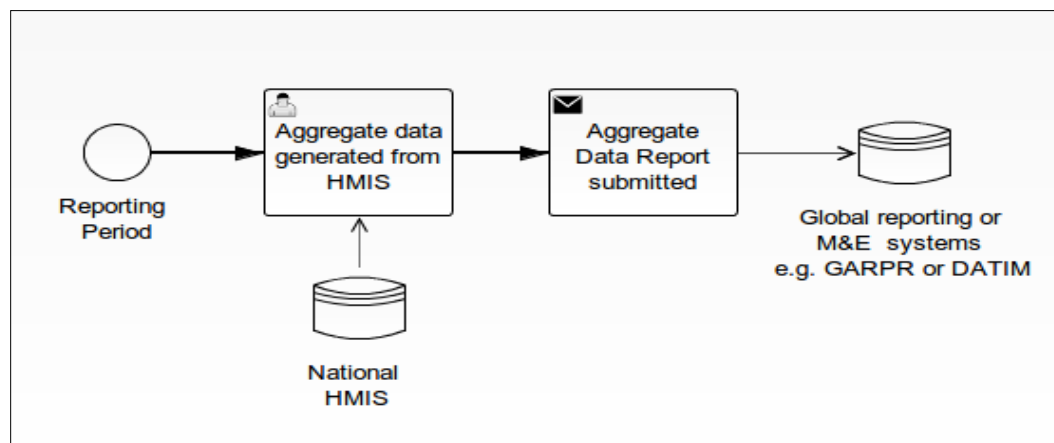 Reporting
Period
Aggregate data
generated from
HMIS
National
HMIS
Aggregate
Data Report
submitted
Global reporting or
M&E systems
e.g. GARPR or DATIM